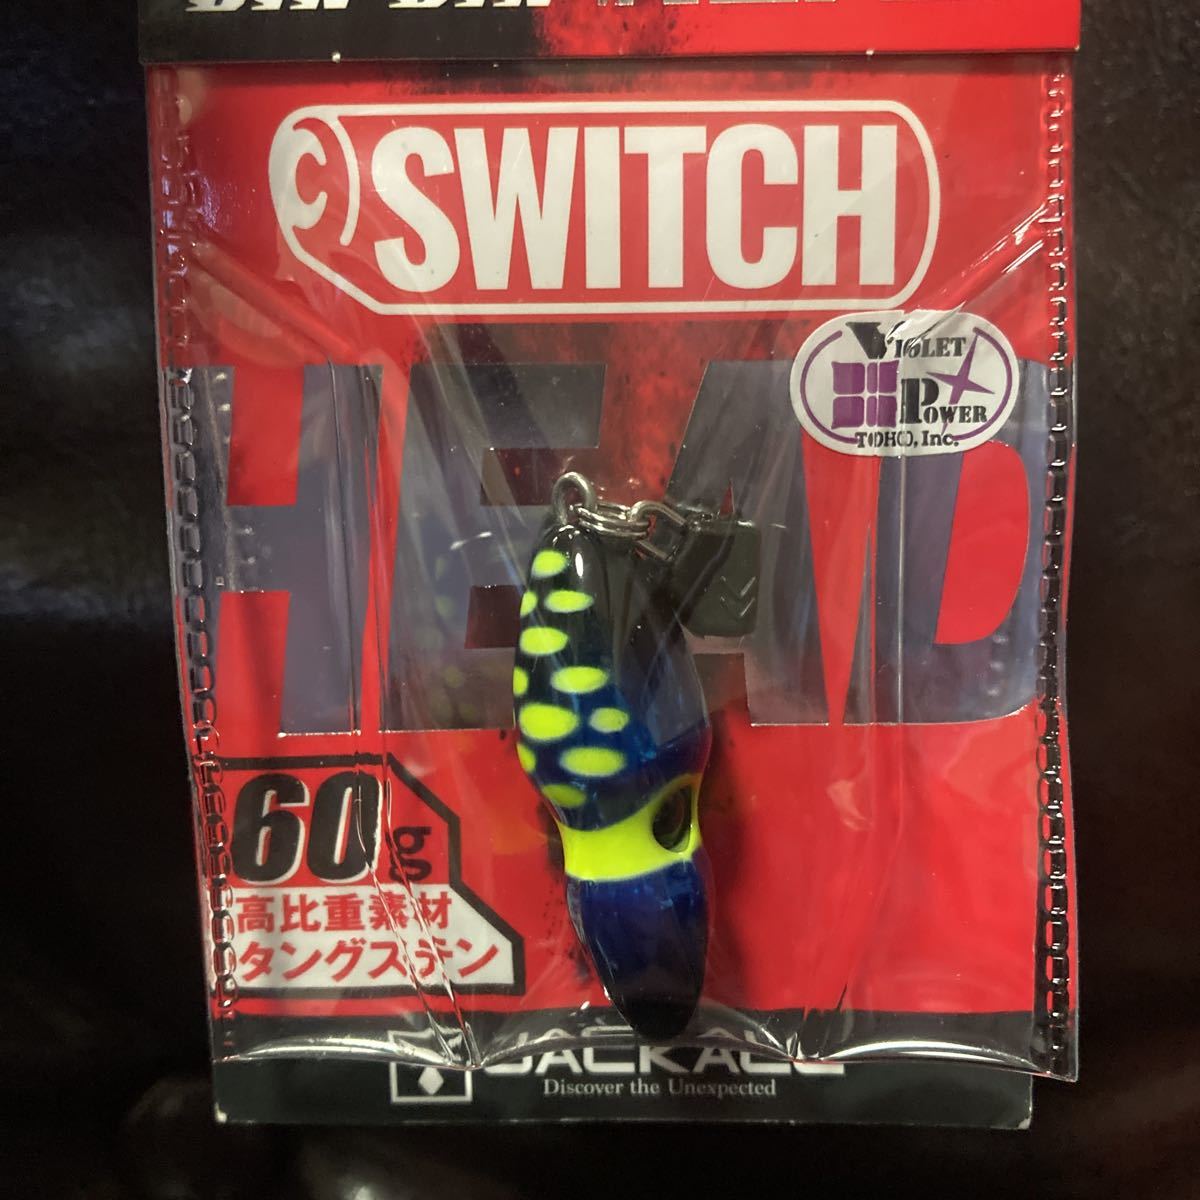 C SWITCH
HEAD
VIOLET
POWER
TOOHO, Inc.
60g
高比重素材
タングステン
JACKALL
Discover the Unexpected